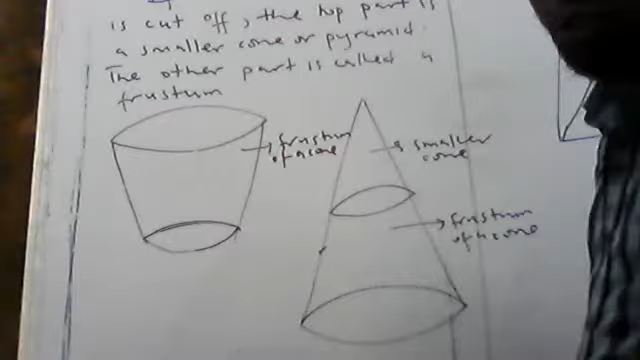 is cut off, the top part is
a smaller cone or pyramid.
The other part is called a
frustum
frustum
of a cone
smaller
cone
frustum
of a cone